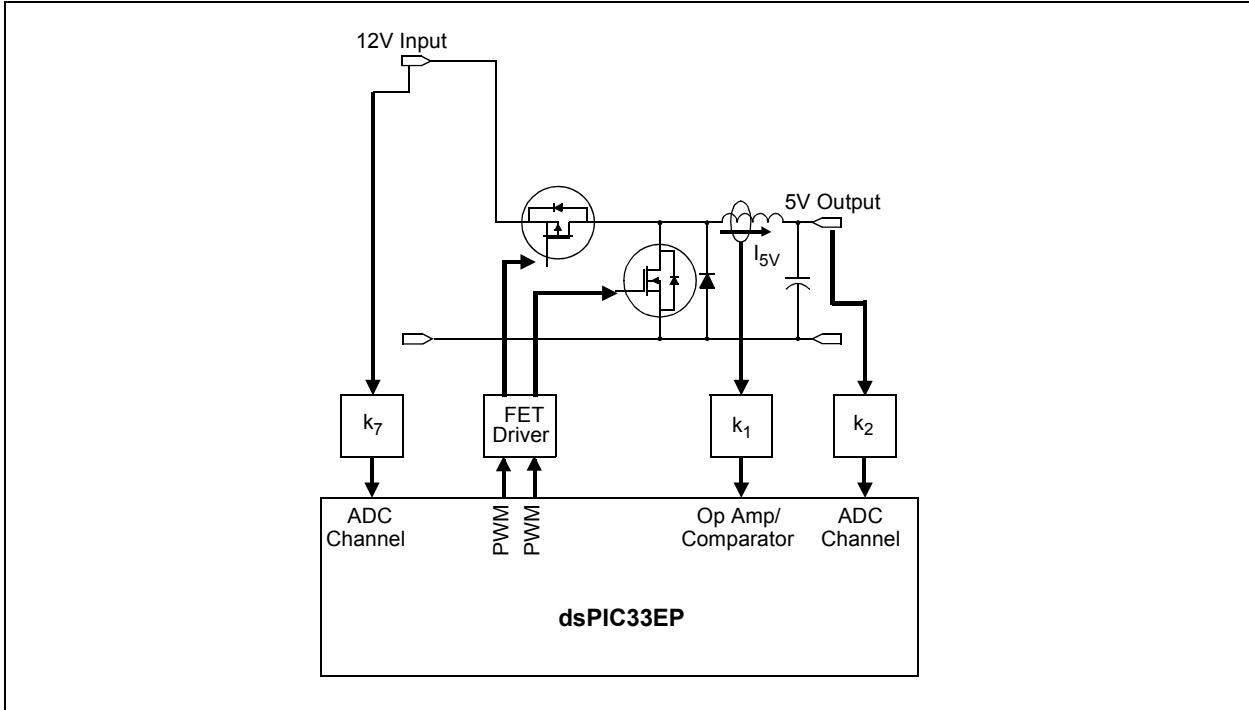 12V Input
5V Output
I5V
k7
FET
Driver
k1
k2
ADC
Channel
PWM
PWM
Op Amp/
Comparator
ADC
Channel
dsPIC33EP